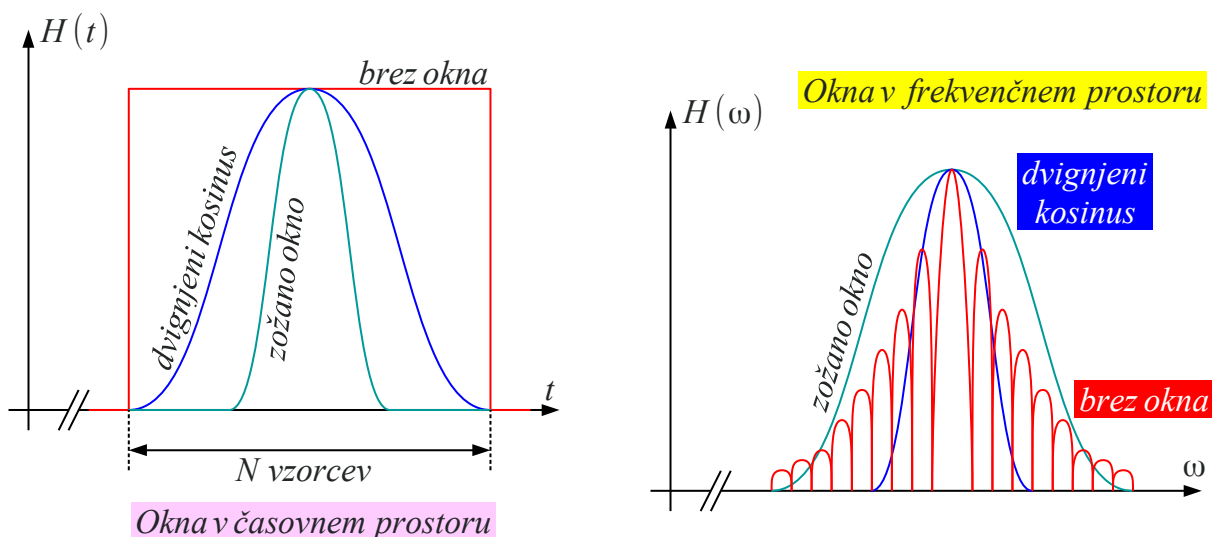 H(t)
brez okna
dvignjeni kosinus
zožano okno
t
N vzorcev
Okna v časovnem prostoru
Okna v frekvenčnem prostoru
H(ω)
dvignjeni
kosinus
zožano okno
brez okna
ω